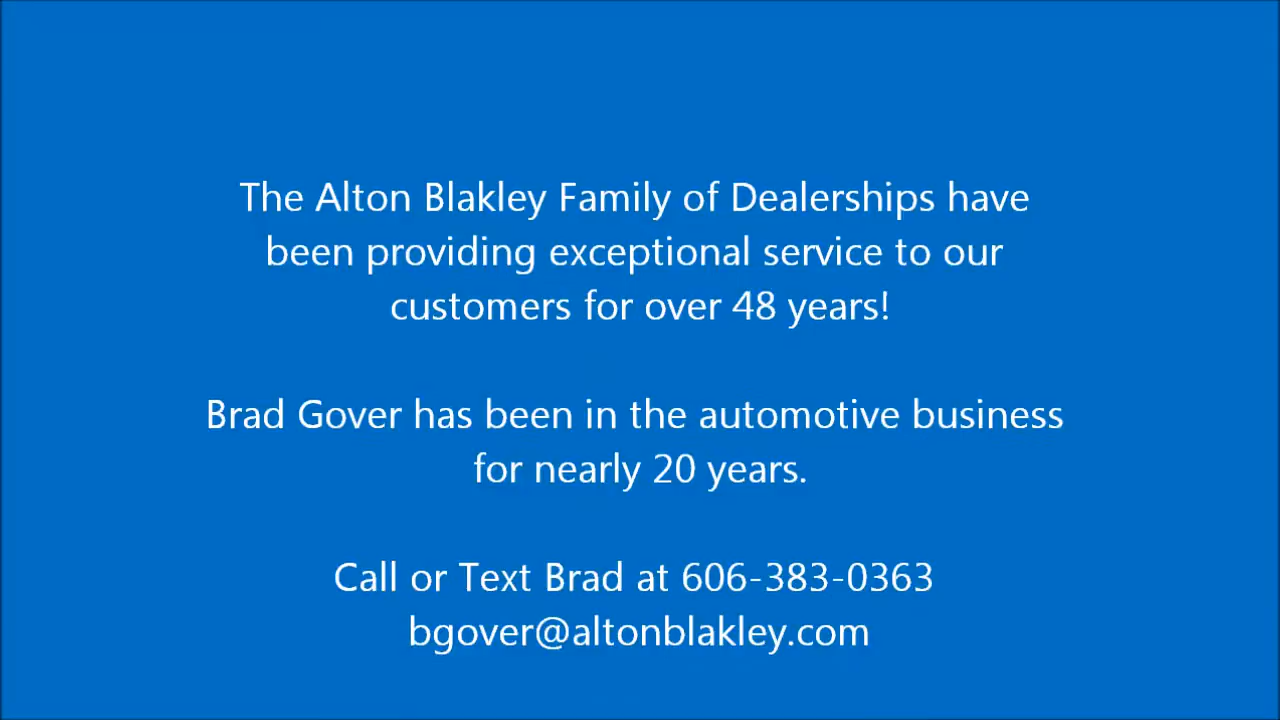 The Alton Blakley Family of Dealerships have
been providing exceptional service to our
customers for over 48 years!
Brad Gover has been in the automotive business
for nearly 20 years.
Call or Text Brad at 606-383-0363
bgover@altonblakley.com